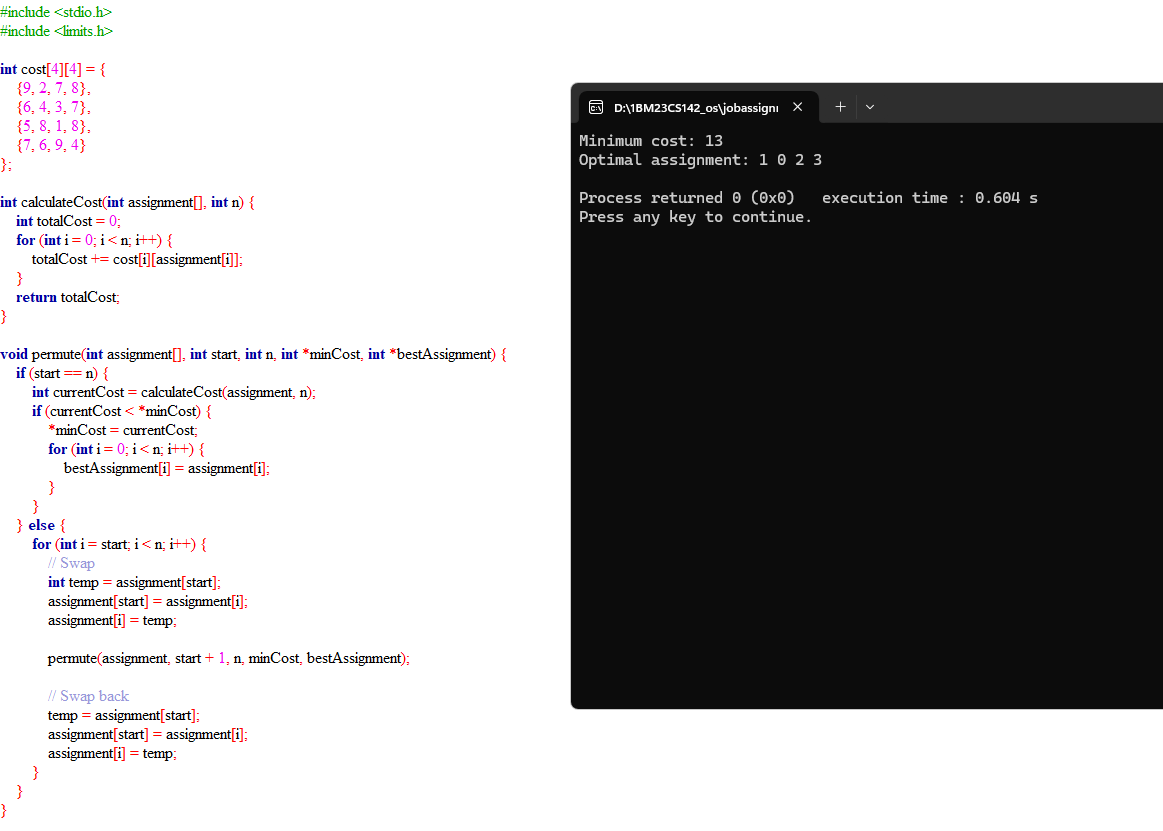 #include <stdio.h>
#include <limits.h>
int cost[4][4] = {
{9, 2, 7, 8},
{6, 4, 3, 7},
{5, 8, 1, 8},
{7, 6, 9, 4}
};
int calculateCost(int assignment[], int n) {
int totalCost = 0;
for (int i = 0; i < n; i++) {
totalCost += cost[i][assignment[i]];
}
return totalCost;
}
void permute(int assignment[], int start, int n, int *minCost, int *bestAssignment) {
if (start == n) {
int currentCost = calculateCost(assignment, n);
if (currentCost < *minCost) {
*minCost = currentCost;
for (int i = 0; i < n; i++) {
bestAssignment[i] = assignment[i];
}
}
} else {
for (int i = start; i < n; i++) {
// Swap
int temp = assignment[start];
assignment[start] = assignment[i];
assignment[i] = temp;
permute(assignment, start + 1, n, minCost, bestAssignment);
// Swap back
temp = assignment[start];
assignment[start] = assignment[i];
assignment[i] = temp;
}
}
}
D:\1BM23CS142_os\jobassignı
Minimum cost: 13
Optimal assignment: 1 0 2 3
Process returned 0 (0x0)   execution time : 0.604 s
Press any key to continue.